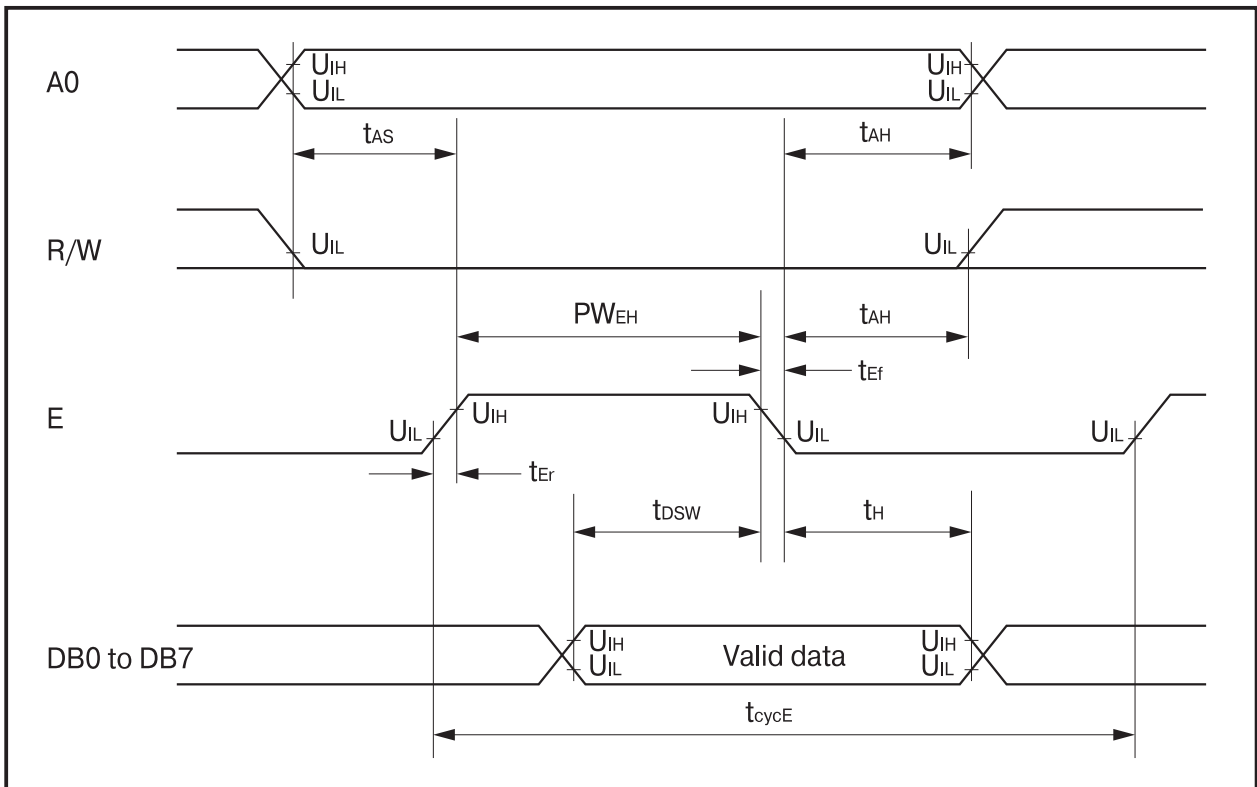 A0
UIH
UIL
UIH
UIL
tAS
tAH
R/W
UIL
UIL
PWEH
tAH
tEf
E
UIL
UIH
UIH
UIL
UIL
tEr
tDSW
tH
DB0 to DB7
UIH
UIL
Valid data
UIH
UIL
tcycE